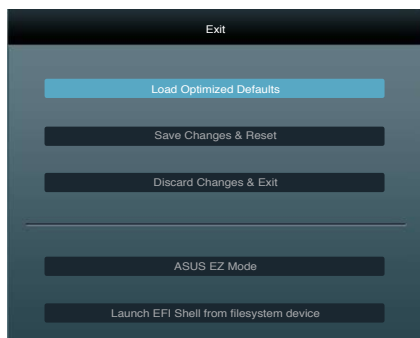 Exit
Load Optimized Defaults
Save Changes & Reset
Discard Changes & Exit
ASUS EZ Mode
Launch EFI Shell from filesystem device